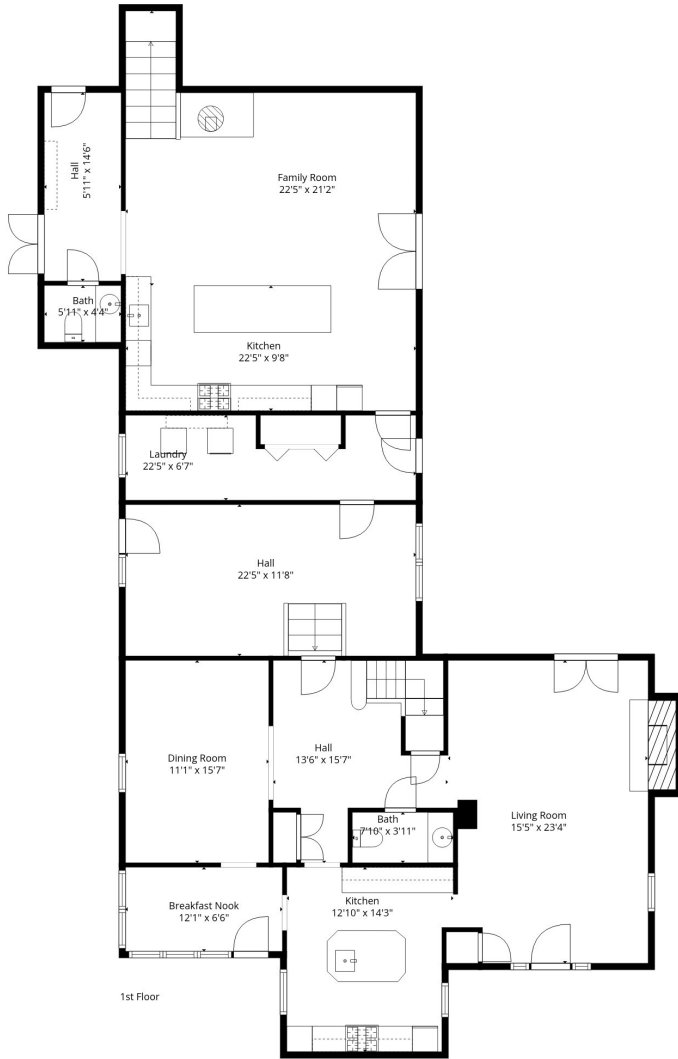 Hall
5'11" x 14'6"
Family Room
22'5" x 21'2"
Bath
5'11" x 4'4"
Kitchen
22'5" x 9'8"
Laundry
22'5" x 6'7"
Hall
22'5" x 11'8"
Dining Room
11'1" x 15'7"
Hall
13'6" x 15'7"
Living Room
15'5" x 23'4"
Bath
7'10" x 3'11"
Breakfast Nook
12'1" x 6'6"
Kitchen
12'10" x 14'3"
1st Floor